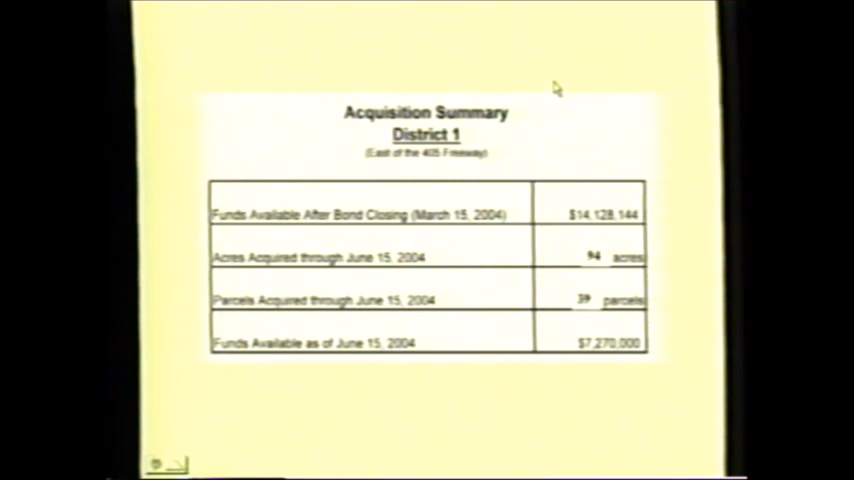 Acquisition Summary
District 1
(East of the 405 Freeway)
Funds Available After Bond Closing (March 15, 2004) $14,128,144
Acres Acquired through June 15, 2004 94 acres
Parcels Acquired through June 15, 2004 39 parcels
Funds Available as of June 15, 2004 $7,270,000